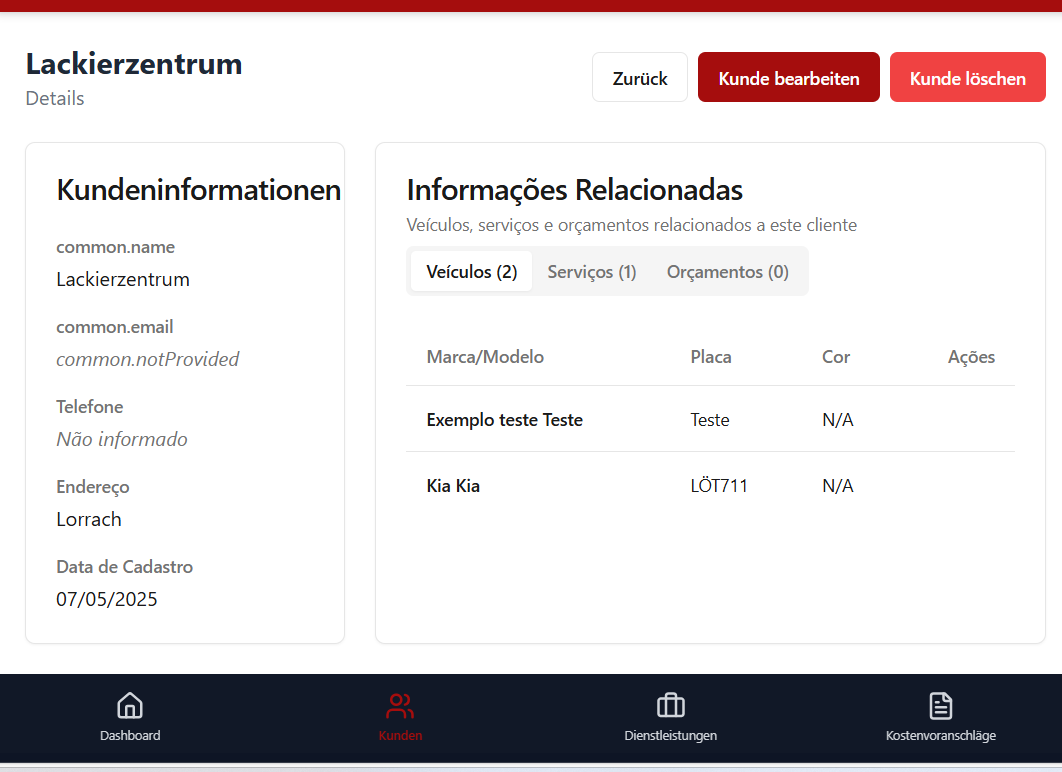 Lackierzentrum
Details
Zurück
Kunde bearbeiten
Kunde löschen
Kundeninformationen
common.name
Lackierzentrum
common.email
common.notProvided
Telefone
Não informado
Endereço
Lorrach
Data de Cadastro
07/05/2025
Informações Relacionadas
Veículos, serviços e orçamentos relacionados a este cliente
Veículos (2) Serviços (1) Orçamentos (0)
Marca/Modelo Placa Cor Ações
Exemplo teste Teste Teste N/A
Kia Kia LÖT711 N/A
Dashboard Kunden Dienstleistungen Kostenvoranschläge